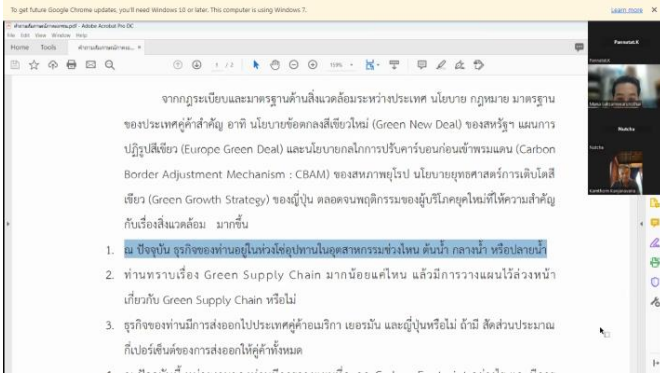 To get future Google Chrome updates, you'll need Windows 10 or later. This computer is using Windows 7.
Learn more
Adobe Acrobat Pro DC
File Edit View Window Help
Home Tools
1 / 2
Pannatat.K
Pannatat.K
Natcha
Natcha
จากกฎระเบียบและมาตรฐานด้านสิ่งแวดล้อมระหว่างประเทศ นโยบาย กฎหมาย มาตรฐาน
ของประเทศคู่ค้าสำคัญ อาทิ นโยบายข้อตกลงสีเขียวใหม่ (Green New Deal) ของสหรัฐฯ แผนการ
ปฏิรูปสีเขียว (Europe Green Deal) และนโยบายกลไกการปรับคาร์บอนก่อนเข้าพรมแดน (Carbon
Border Adjustment Mechanism : CBAM) ของสหภาพยุโรป นโยบายยุทธศาสตร์การเติบโตสี
เขียว (Green Growth Strategy) ของญี่ปุ่น ตลอดจนพฤติกรรมของผู้บริโภคยุคใหม่ที่ให้ความสำคัญ
กับเรื่องสิ่งแวดล้อม มากขึ้น
1. ณ ปัจจุบัน ธุรกิจของท่านอยู่ในห่วงโซ่อุปทานในอุตสาหกรรมช่วงไหน ต้นน้ำ กลางน้ำ หรือปลายน้ำ
2. ท่านทราบเรื่อง Green Supply Chain มากน้อยแค่ไหน แล้วมีการวางแผนไว้ล่วงหน้า
เกี่ยวกับ Green Supply Chain หรือไม่
3. ธุรกิจของท่านมีการส่งออกไปประเทศคู่ค้าอเมริกา เยอรมัน และญี่ปุ่นหรือไม่ ถ้ามี สัดส่วนประมาณ
กี่เปอร์เซ็นต์ของการส่งออกให้คู่ค้าทั้งหมด